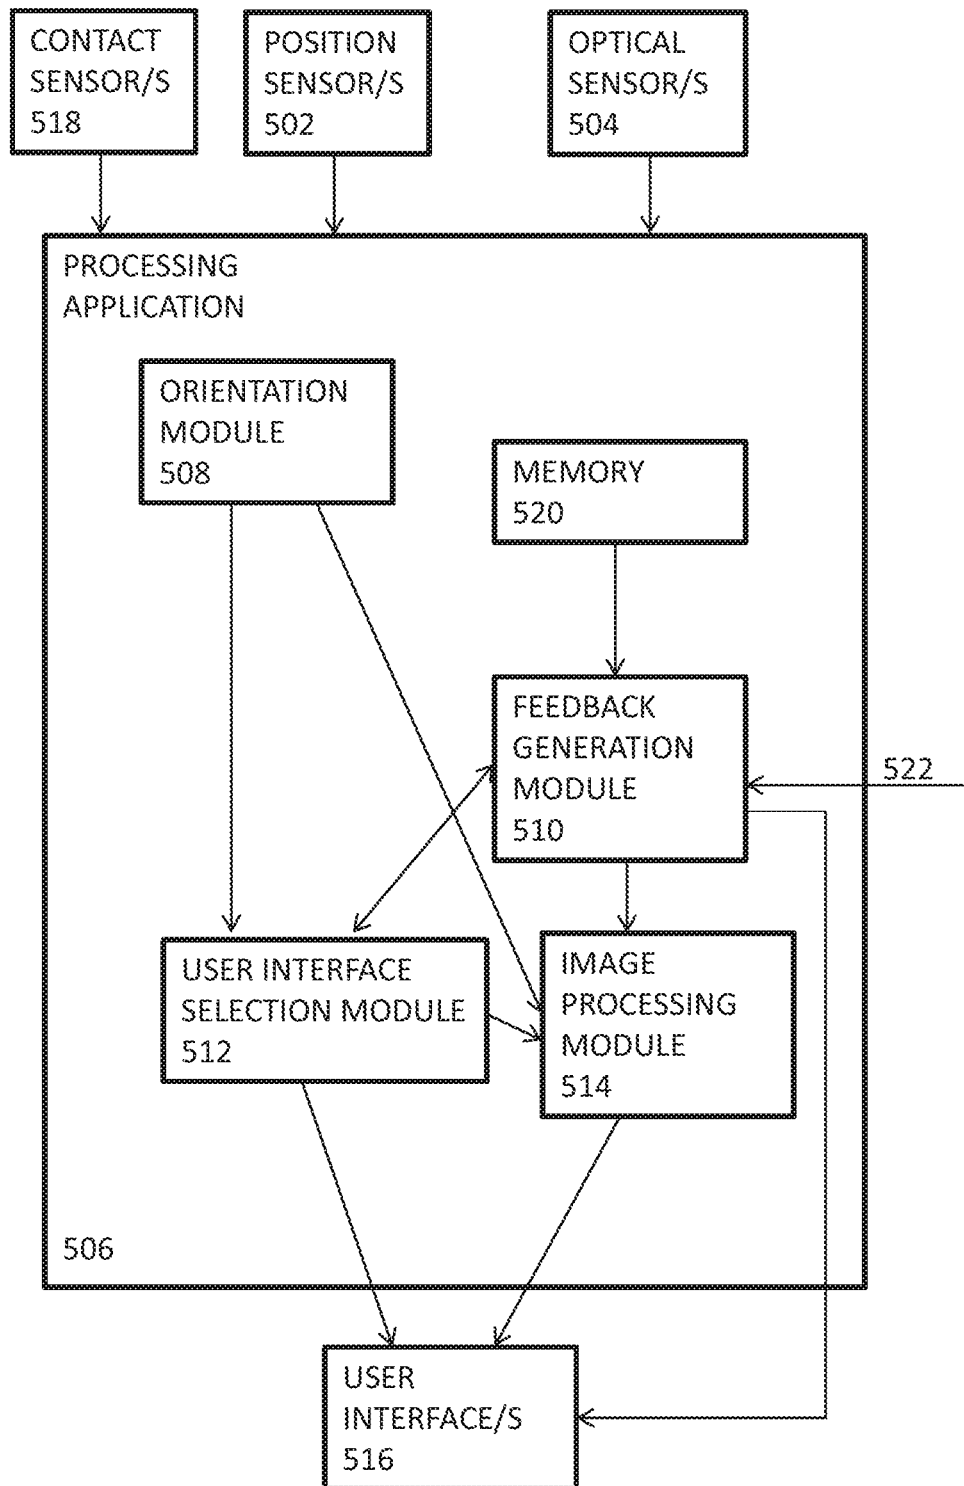 CONTACT
SENSOR/S
518
POSITION
SENSOR/S
502
OPTICAL
SENSOR/S
504
PROCESSING
APPLICATION
ORIENTATION
MODULE
508
MEMORY
520
FEEDBACK
GENERATION
MODULE
510
522
USER INTERFACE
SELECTION MODULE
512
IMAGE
PROCESSING
MODULE
514
506
USER
INTERFACE/S
516